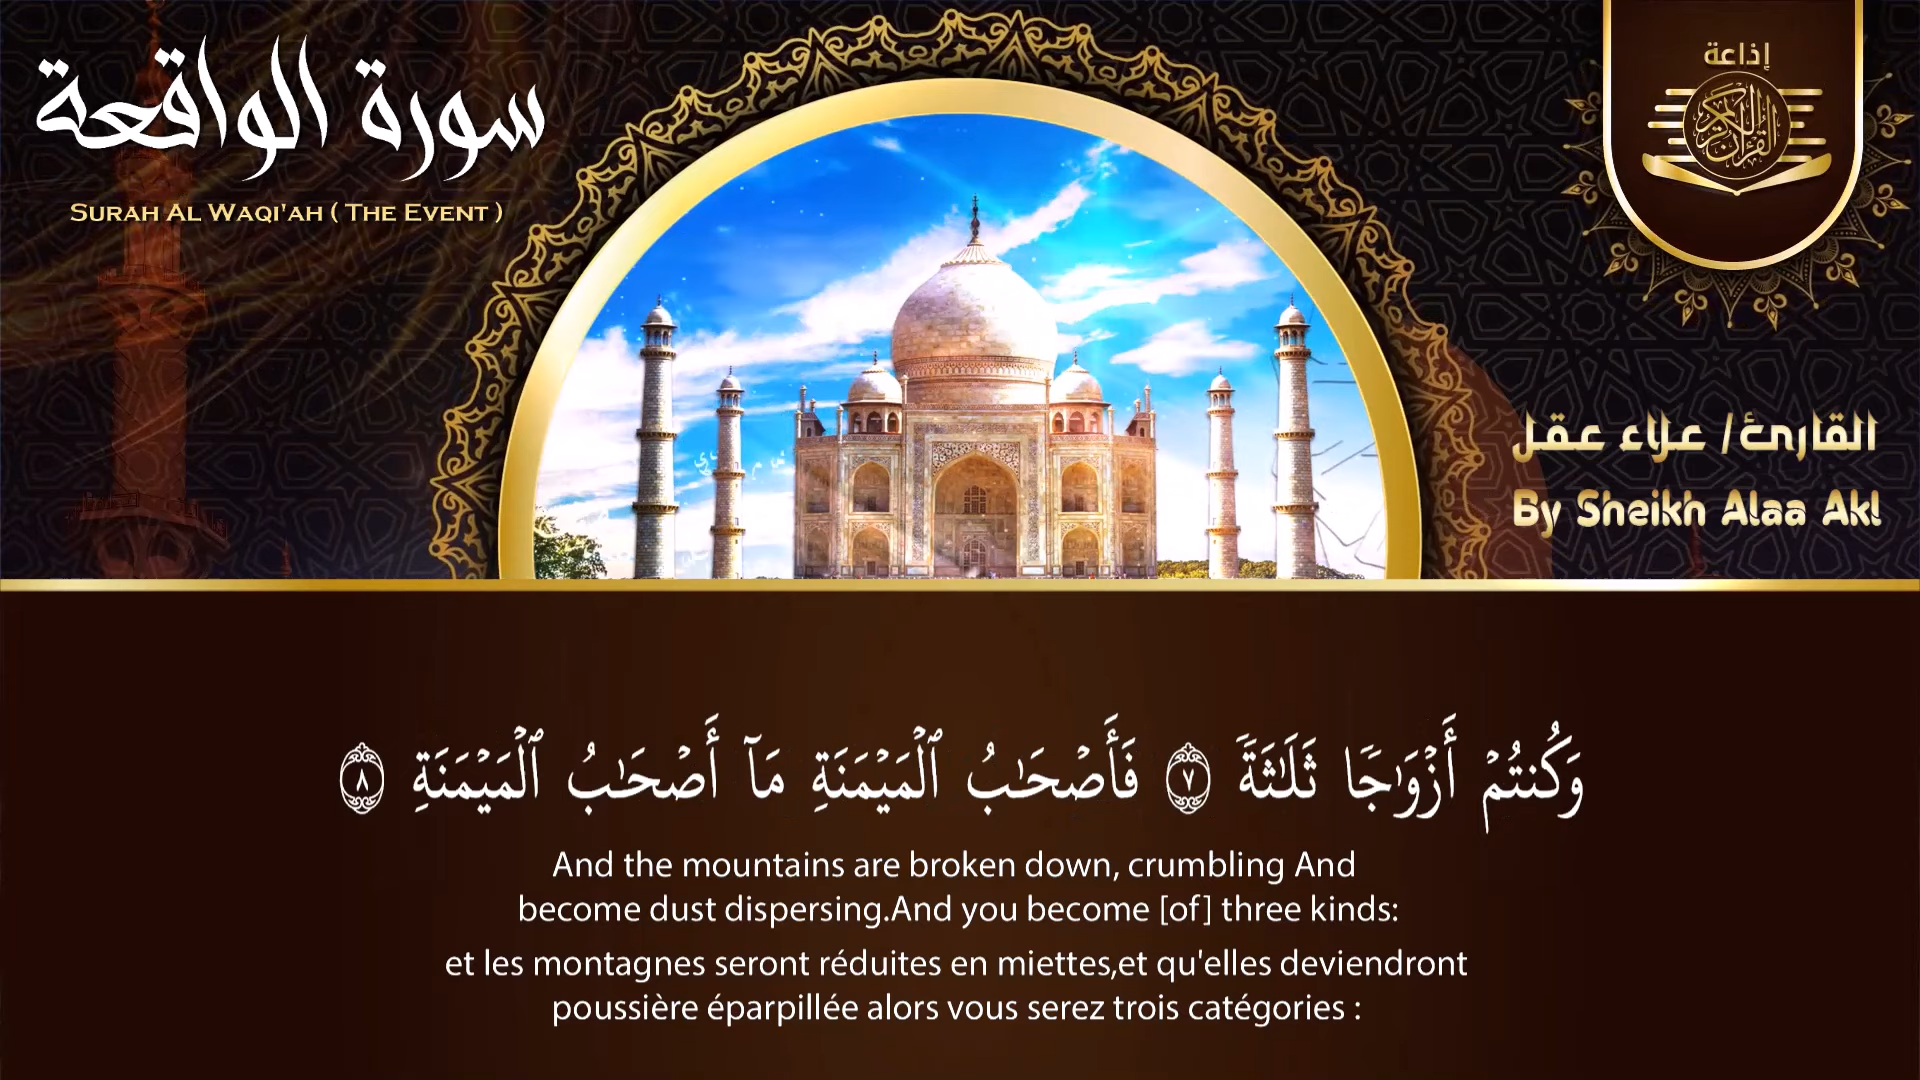 سورة الواقعة
SURAH AL WAQI'AH ( THE EVENT )
إذاعة
القرآن الكريم
القارئ/ علاء عقل
By Sheikh Alaa Akl
وَكُنتُمْ أَزْوَٰجًا ثَلَٰثَةً ٧ فَأَصْحَٰبُ ٱلْمَيْمَنَةِ مَآ أَصْحَٰبُ ٱلْمَيْمَنَةِ ٨
And the mountains are broken down, crumbling And
become dust dispersing.And you become [of] three kinds:
et les montagnes seront réduites en miettes,et qu'elles deviendront
poussière éparpillée alors vous serez trois catégories :